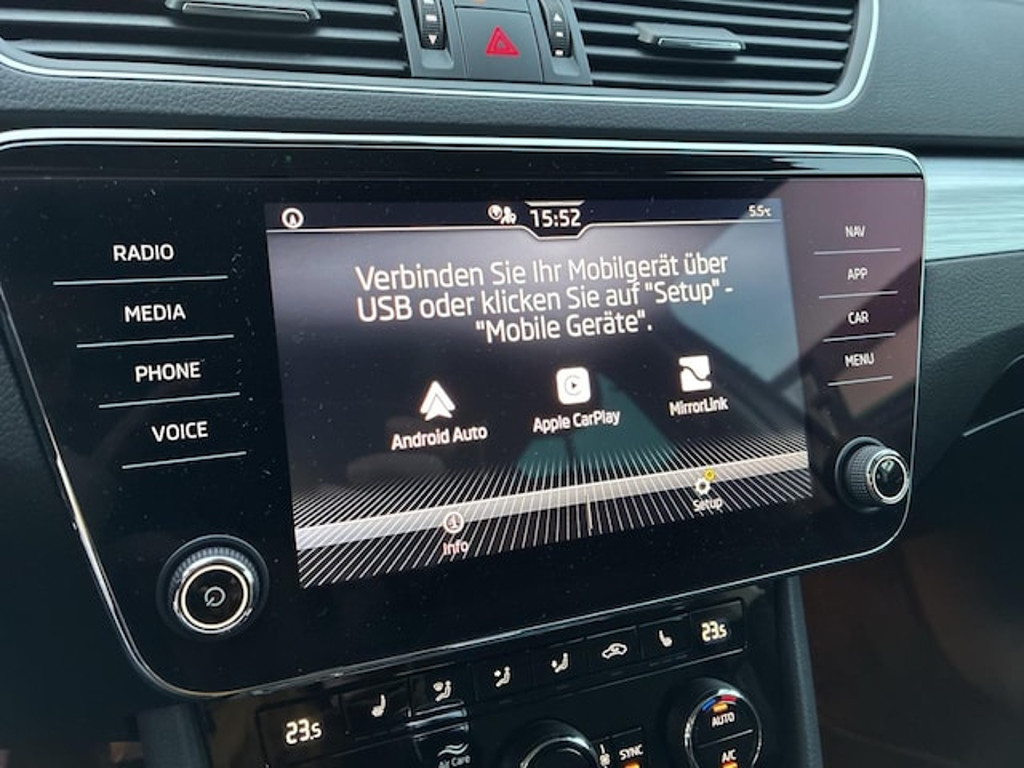 15:52
5.5°C
RADIO
MEDIA
PHONE
VOICE
Verbinden Sie Ihr Mobilgerät über
USB oder klicken Sie auf "Setup" -
"Mobile Geräte".
Android Auto
Apple CarPlay
MirrorLink
Info
Setup
NAV
APP
CAR
MENU
23.5
23.5
Air Care
SYNC
AUTO
A/C